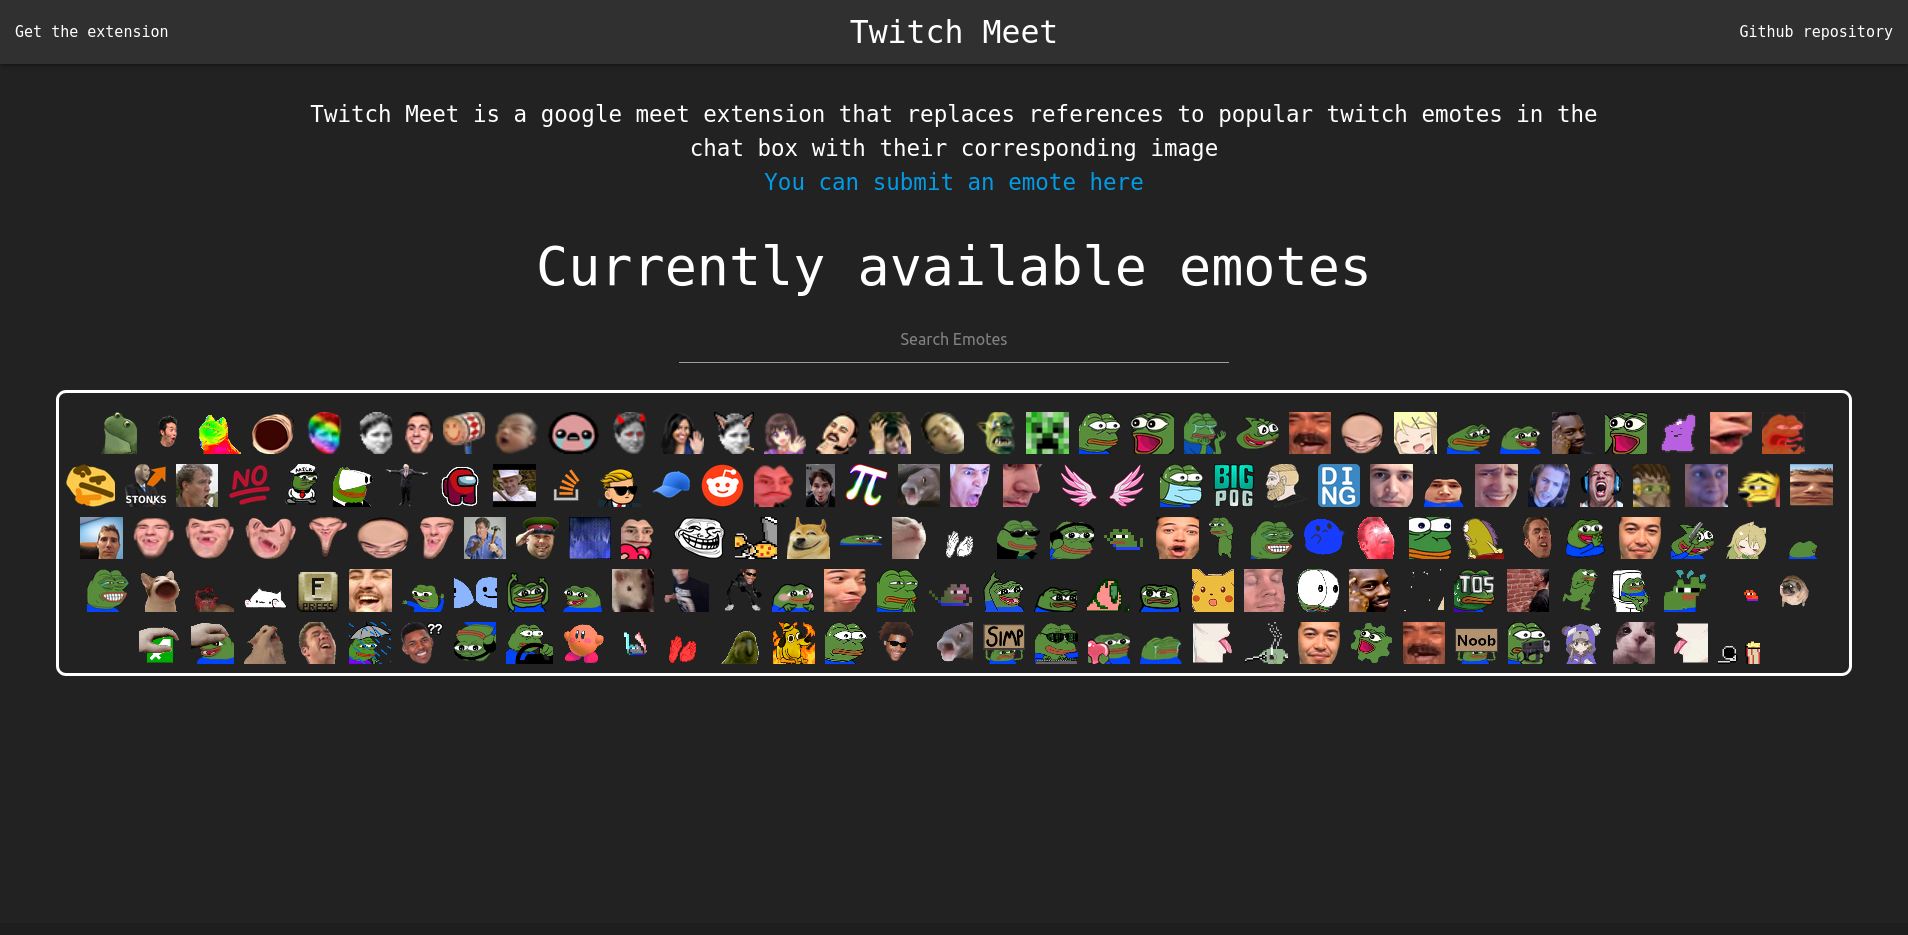 Get the extension
Twitch Meet
Github repository
Twitch Meet is a google meet extension that replaces references to popular twitch emotes in the
chat box with their corresponding image
You can submit an emote here
Currently available emotes
Search Emotes
NO
STONKS
BIG
POG
DI
NG
F
PRESS
TOS
??
SIMP
Noob